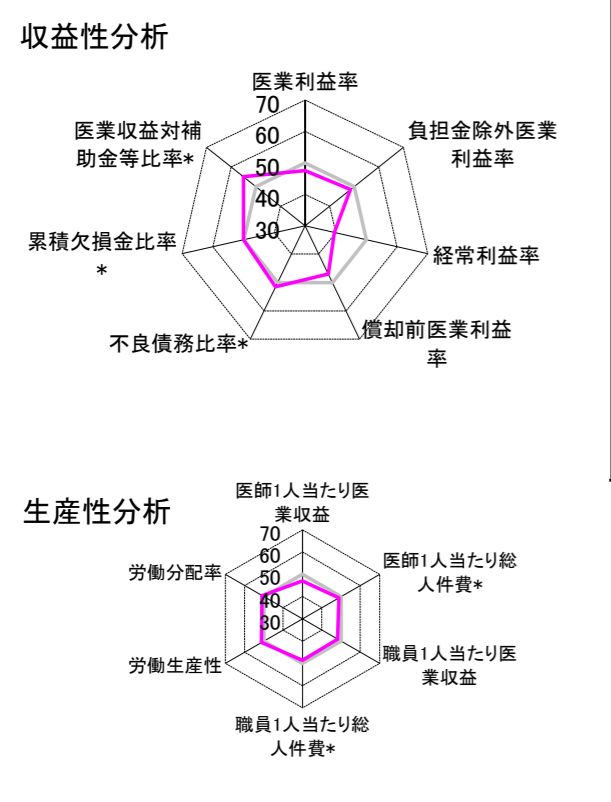 収益性分析
医業利益率
70
60
50
40
30
負担金除外医業
利益率
経常利益率
償却前医業利益
率
不良債務比率*
累積欠損金比率
*
医業収益対補
助金等比率*
生産性分析
医師1人当たり医
業収益
70
60
50
40
30
医師1人当たり総
人件費*
職員1人当たり医
業収益
職員1人当たり総
人件費*
労働生産性
労働分配率